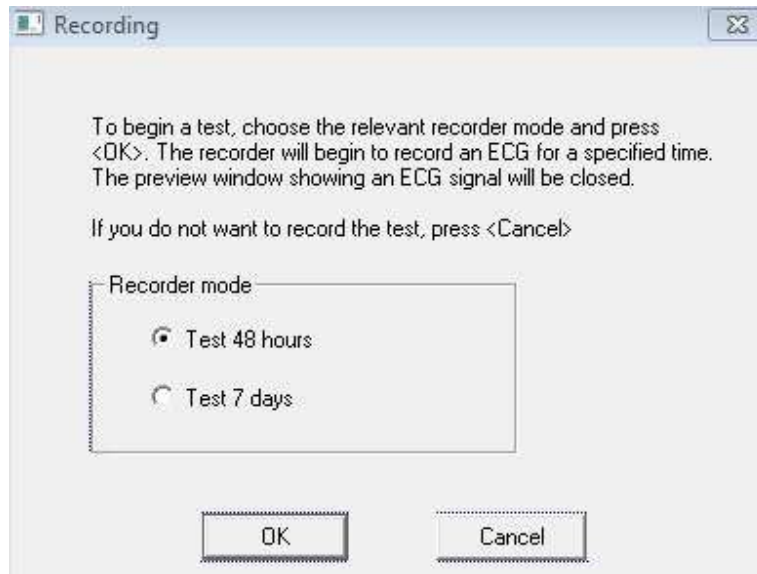 Recording
To begin a test, choose the relevant recorder mode and press
<OK>. The recorder will begin to record an ECG for a specified time.
The preview window showing an ECG signal will be closed.
If you do not want to record the test, press <Cancel>
Recorder mode
Test 48 hours
Test 7 days
OK
Cancel